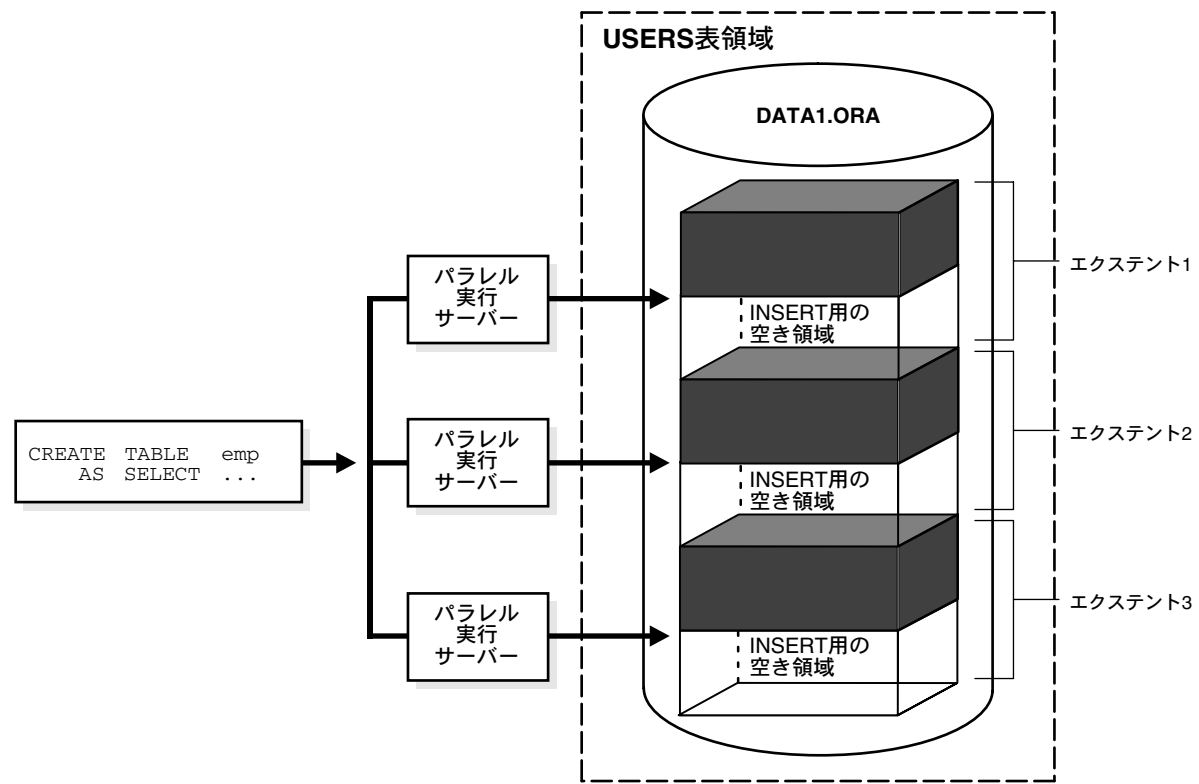 USERS表領域
DATA1.ORA
パラレル
実行
サーバー
INSERT用の
空き領域
エクステント1
CREATE TABLE emp
AS SELECT ...
パラレル
実行
サーバー
INSERT用の
空き領域
エクステント2
パラレル
実行
サーバー
INSERT用の
空き領域
エクステント3